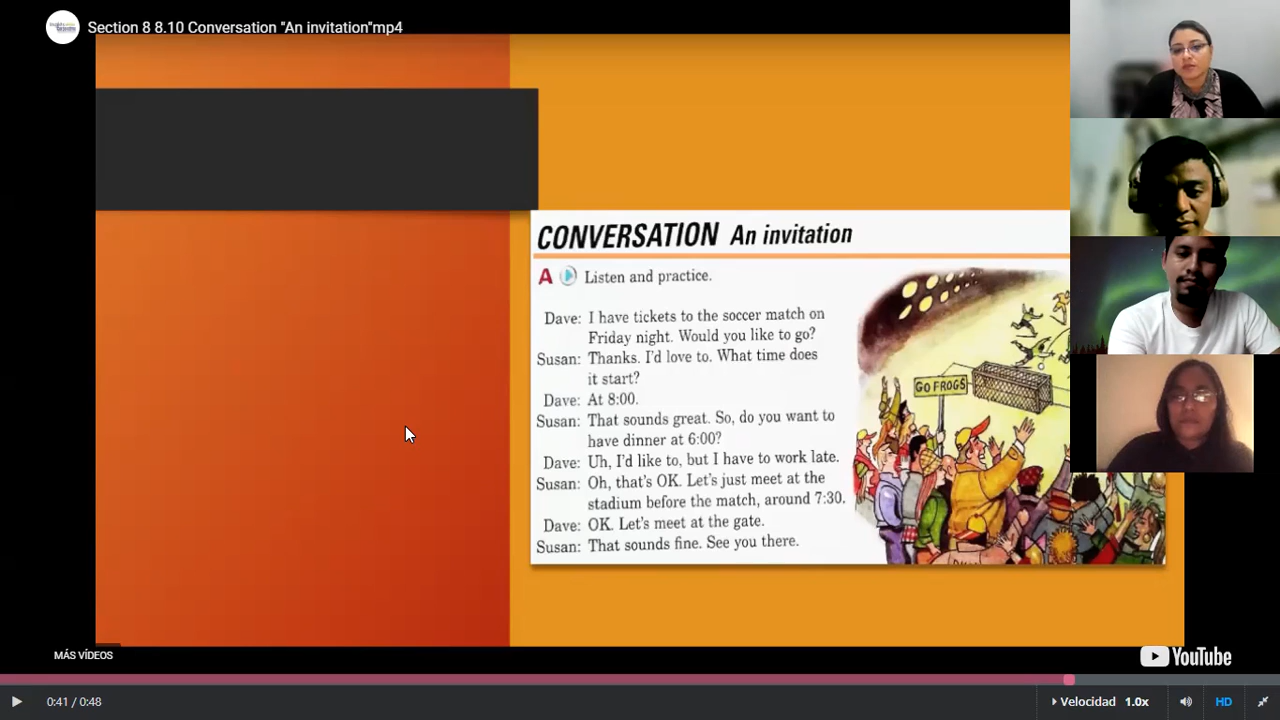 Section 8 8.10 Conversation "An invitation"mp4
CONVERSATION An invitation
A Listen and practice.
Dave: I have tickets to the soccer match on
Friday night. Would you like to go?
Susan: Thanks. I'd love to. What time does
it start?
Dave: At 8:00.
Susan: That sounds great. So, do you want to
have dinner at 6:00?
Dave: Uh, I'd like to, but I have to work late.
Susan: Oh, that's OK. Let's just meet at the
stadium before the match, around 7:30.
Dave: OK. Let's meet at the gate.
Susan: That sounds fine. See you there.
GO FROGS
MÁS VÍDEOS
YouTube
0:41 / 0:48
Velocidad 1.0x
HD